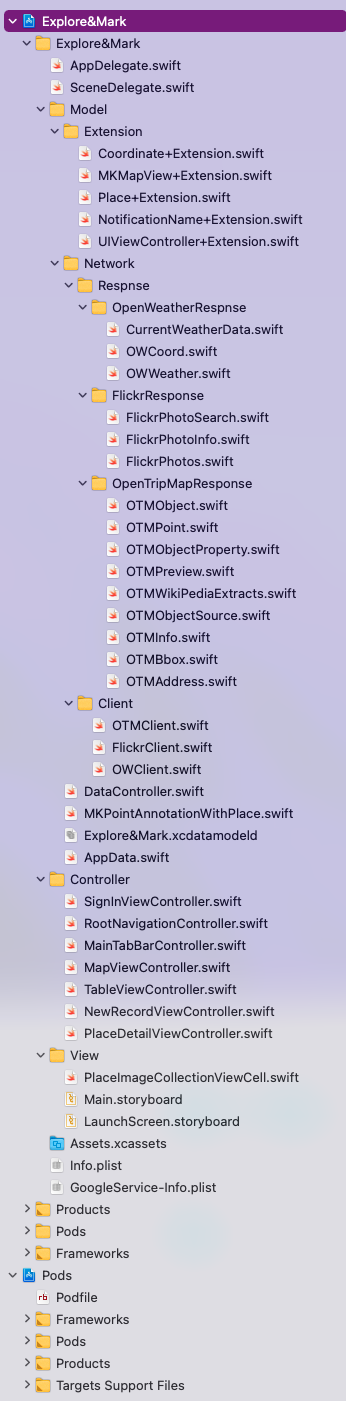 Explore&Mark
Explore&Mark
AppDelegate.swift
SceneDelegate.swift
Model
Extension
Coordinate+Extension.swift
MKMapView+Extension.swift
Place+Extension.swift
NotificationName+Extension.swift
UIViewController+Extension.swift
Network
Respnse
OpenWeatherRespnse
CurrentWeatherData.swift
OWCoord.swift
OWWeather.swift
FlickrResponse
FlickrPhotoSearch.swift
FlickrPhotoInfo.swift
FlickrPhotos.swift
OpenTripMapResponse
OTMObject.swift
OTMPoint.swift
OTMObjectProperty.swift
OTMPreview.swift
OTMWikiPediaExtracts.swift
OTMObjectSource.swift
OTMInfo.swift
OTMBbox.swift
OTMAddress.swift
Client
OTMClient.swift
FlickrClient.swift
OWClient.swift
DataController.swift
MKPointAnnotationWithPlace.swift
Explore&Mark.xcdatamodeld
AppData.swift
Controller
SignInViewController.swift
RootNavigationController.swift
MainTabBarController.swift
MapViewController.swift
TableViewController.swift
NewRecordViewController.swift
PlaceDetailViewController.swift
View
PlaceImageCollectionViewCell.swift
Main.storyboard
LaunchScreen.storyboard
Assets.xcassets
Info.plist
GoogleService-Info.plist
Products
Pods
Frameworks
Pods
rb Podfile
Frameworks
Pods
Products
Targets Support Files